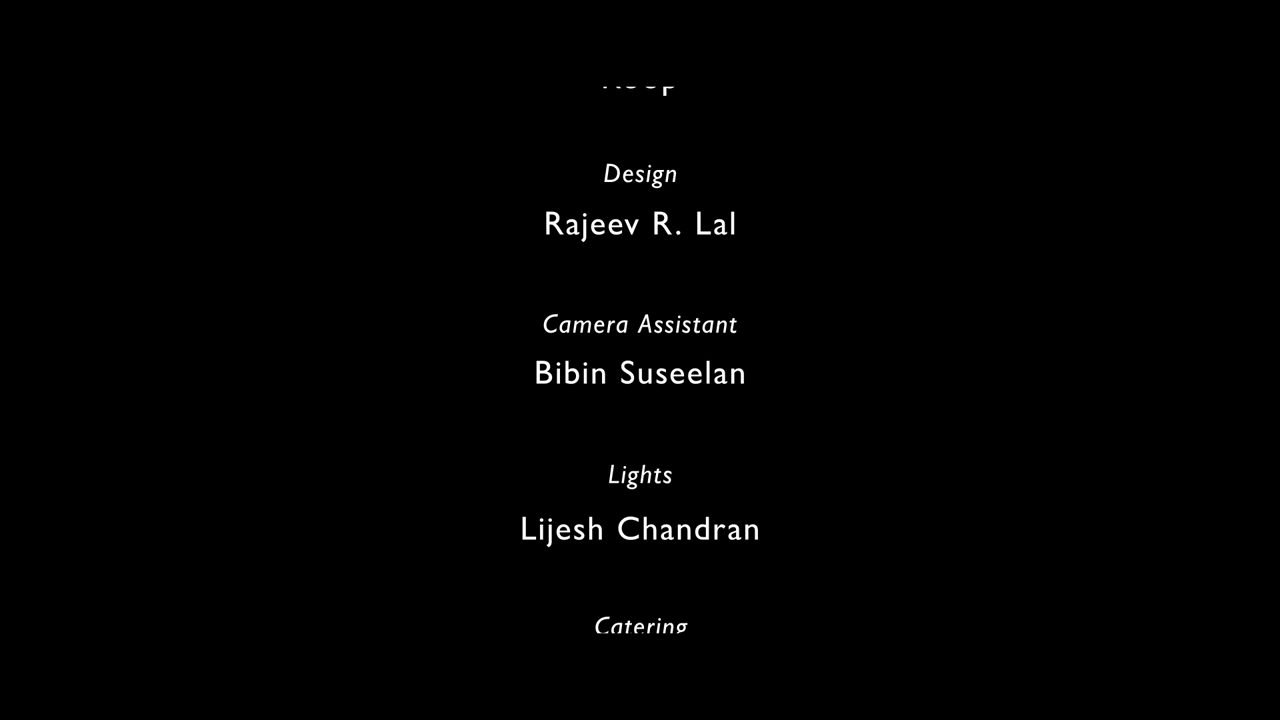 Design
Rajeev R. Lal
Camera Assistant
Bibin Suseelan
Lights
Lijesh Chandran
Catering